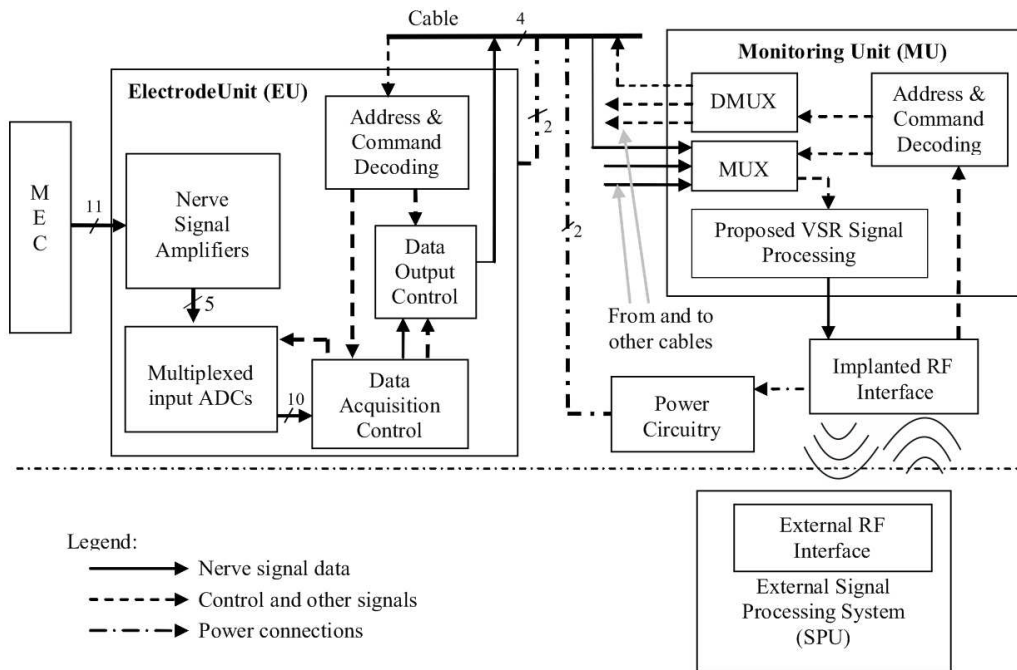 Cable
4
Monitoring Unit (MU)
ElectrodeUnit (EU)
DMUX
Address &
Command
Decoding
Address &
Command
Decoding
2
MUX
M
E
C
11
Nerve
Signal
Amplifiers
2
Proposed VSR Signal
Processing
Data
Output
Control
5
From and to
other cables
Multiplexed
input ADCs
10
Data
Acquisition
Control
Power
Circuitry
Implanted RF
Interface
External RF
Interface
External Signal
Processing System
(SPU)
Legend:
Nerve signal data
Control and other signals
Power connections